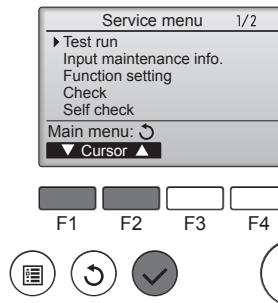 Service menu 1/2
Test run
Input maintenance info.
Function setting
Check
Self check
Main menu:
▼ Cursor ▲
F1 F2 F3 F4